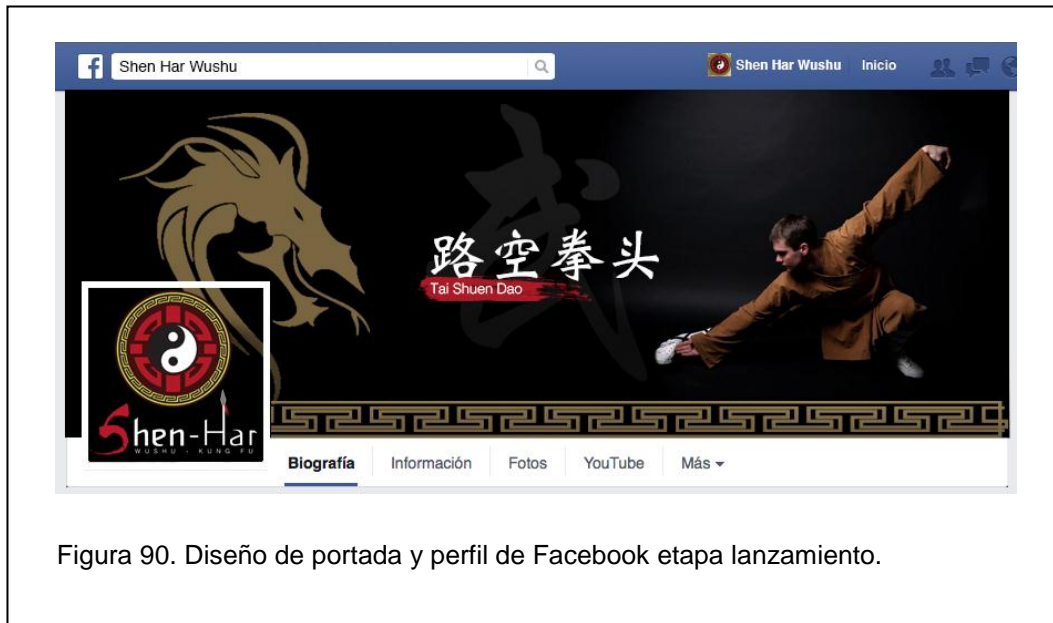 Shen Har Wushu
Shen Har Wushu Inicio
武
路空拳头
Tai Shuen Dao
Shen-Har
WUSHU - KUNG FU
Biografía Información Fotos YouTube Más
Figura 90. Diseño de portada y perfil de Facebook etapa lanzamiento.